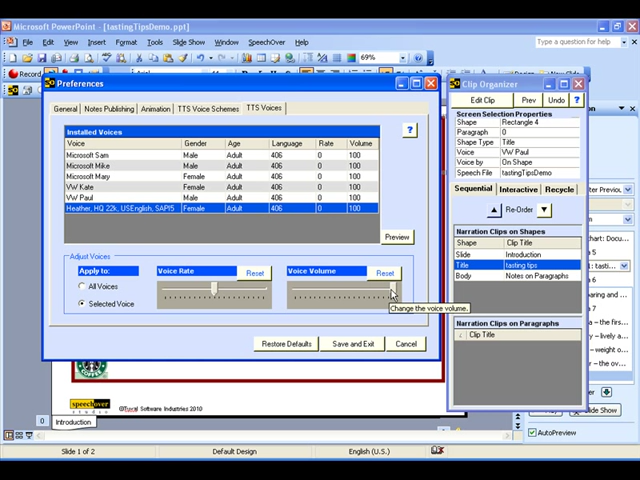 Microsoft PowerPoint - [tastingTipsDemo.ppt]
File Edit View Insert Format Tools Slide Show Window SpeechOver
Type a question for help
69%
Record
Preferences
General Notes Publishing Animation TTS Voice Schemes TTS Voices
Installed Voices
Voice Gender Age Language Rate Volume
Microsoft Sam Male Adult 406 0 100
Microsoft Mike Male Adult 406 0 100
Microsoft Mary Female Adult 406 0 100
VW Kate Female Adult 406 0 100
VW Paul Male Adult 406 0 100
Heather, HQ 22k, USEnglish, SAPI5 Female Adult 406 0 100
?
Preview
Adjust Voices
Apply to:
All Voices
Selected Voice
Voice Rate Reset
Voice Volume Reset
Change the voice volume.
Restore Defaults Save and Exit Cancel
Clip Organizer
Edit Clip Prev Undo ?
Screen Selection Properties
Shape Rectangle 4
Paragraph 0
Shape Type Title
Voice VW Paul
Voice by On Shape
Speech File tastingTipsDemo
Sequential Interactive Recycle
Re-Order
Narration Clips on Shapes
Shape Clip Title
Slide Introduction
Title tasting tips
Body Notes on Paragraphs
Narration Clips on Paragraphs
Clip Title
speechover
studio
Software Industries 2010
0
Introduction
Slide Show
AutoPreview
Slide 1 of 2 Default Design English (U.S.)